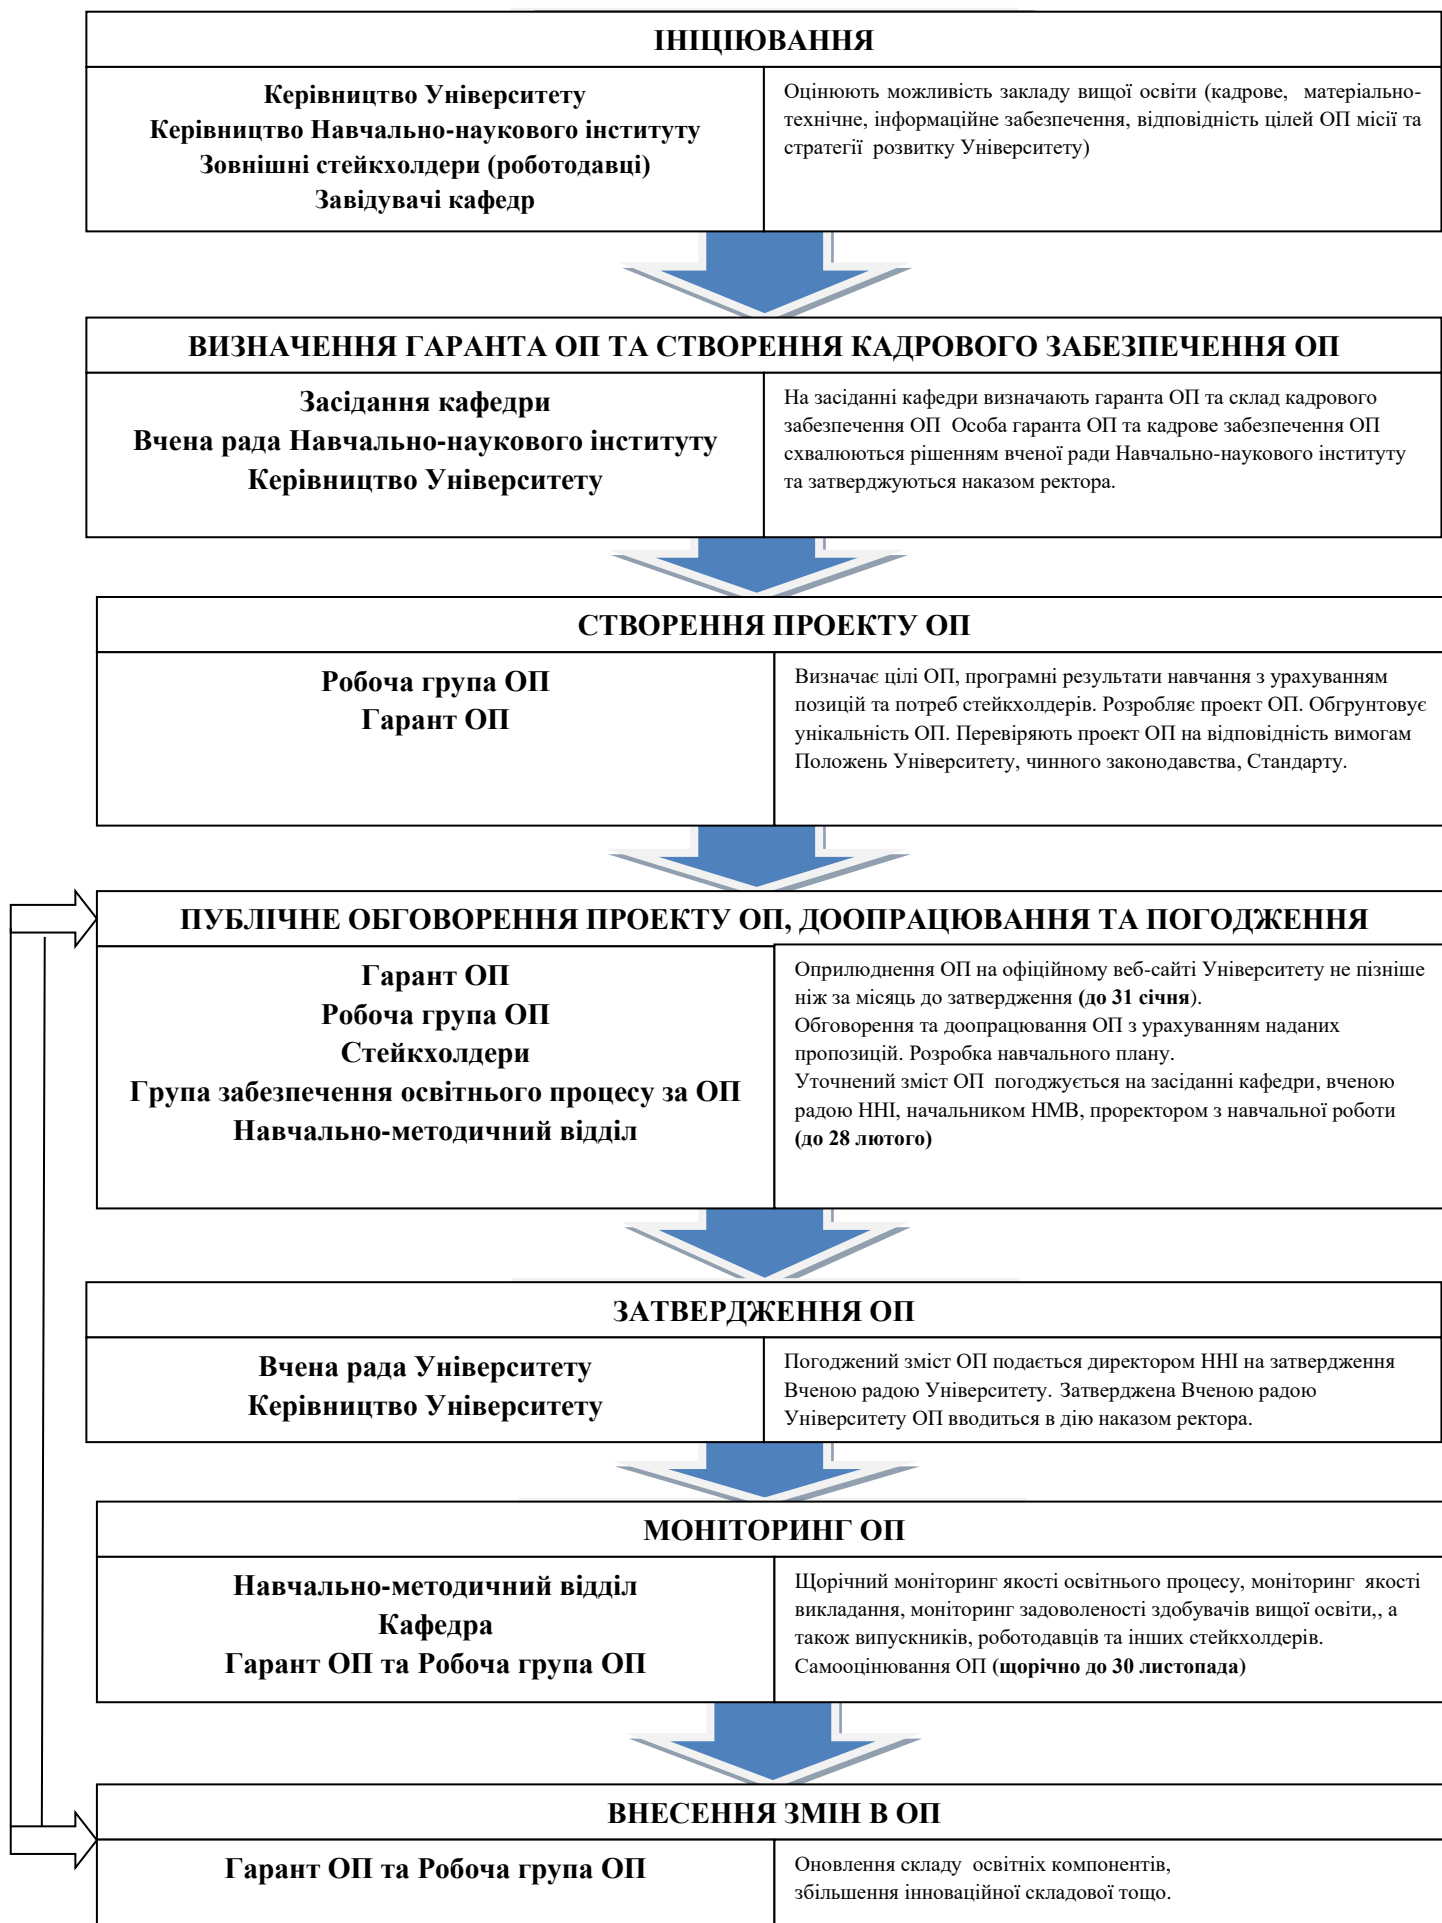 ІНІЦІЮВАННЯ
Керівництво Університету
Керівництво Навчально-наукового інституту
Зовнішні стейкхолдери (роботодавці)
Завідувачі кафедр
Оцінюють можливість закладу вищої освіти (кадрове, матеріально-
технічне, інформаційне забезпечення, відповідність цілей ОП місії та
стратегії розвитку Університету)
ВИЗНАЧЕННЯ ГАРАНТА ОП ТА СТВОРЕННЯ КАДРОВОГО ЗАБЕЗПЕЧЕННЯ ОП
Засідання кафедри
Вчена рада Навчально-наукового інституту
Керівництво Університету
На засіданні кафедри визначають гаранта ОП та склад кадрового
забезпечення ОП Особа гаранта ОП та кадрове забезпечення ОП
схвалюються рішенням вченої ради Навчально-наукового інституту
та затверджуються наказом ректора.
СТВОРЕННЯ ПРОЕКТУ ОП
Робоча група ОП
Гарант ОП
Визначає цілі ОП, програмні результати навчання з урахуванням
позицій та потреб стейкхолдерів. Розробляє проект ОП. Обгрунтовує
унікальність ОП. Перевіряють проект ОП на відповідність вимогам
Положень Університету, чинного законодавства, Стандарту.
ПУБЛІЧНЕ ОБГОВОРЕННЯ ПРОЕКТУ ОП, ДООПРАЦЮВАННЯ ТА ПОГОДЖЕННЯ
Гарант ОП
Робоча група ОП
Стейкхолдери
Група забезпечення освітнього процесу за ОП
Навчально-методичний відділ
Оприлюднення ОП на офіційному веб-сайті Університету не пізніше
ніж за місяць до затвердження (до 31 січня).
Обговорення та доопрацювання ОП з урахуванням наданих
пропозицій. Розробка навчального плану.
Уточнений зміст ОП погоджується на засіданні кафедри, вченою
радою ННІ, начальником НМВ, проректором з навчальної роботи
(до 28 лютого)
ЗАТВЕРДЖЕННЯ ОП
Вчена рада Університету
Керівництво Університету
Погоджений зміст ОП подається директором ННІ на затвердження
Вченою радою Університету. Затверджена Вченою радою
Університету ОП вводиться в дію наказом ректора.
МОНІТОРИНГ ОП
Навчально-методичний відділ
Кафедра
Гарант ОП та Робоча група ОП
Щорічний моніторинг якості освітнього процесу, моніторинг якості
викладання, моніторинг задоволеності здобувачів вищої освіти,, а
також випускників, роботодавців та інших стейкхолдерів.
Самооцінювання ОП (щорічно до 30 листопада)
ВНЕСЕННЯ ЗМІН В ОП
Гарант ОП та Робоча група ОП
Оновлення складу освітніх компонентів,
збільшення інноваційної складової тощо.